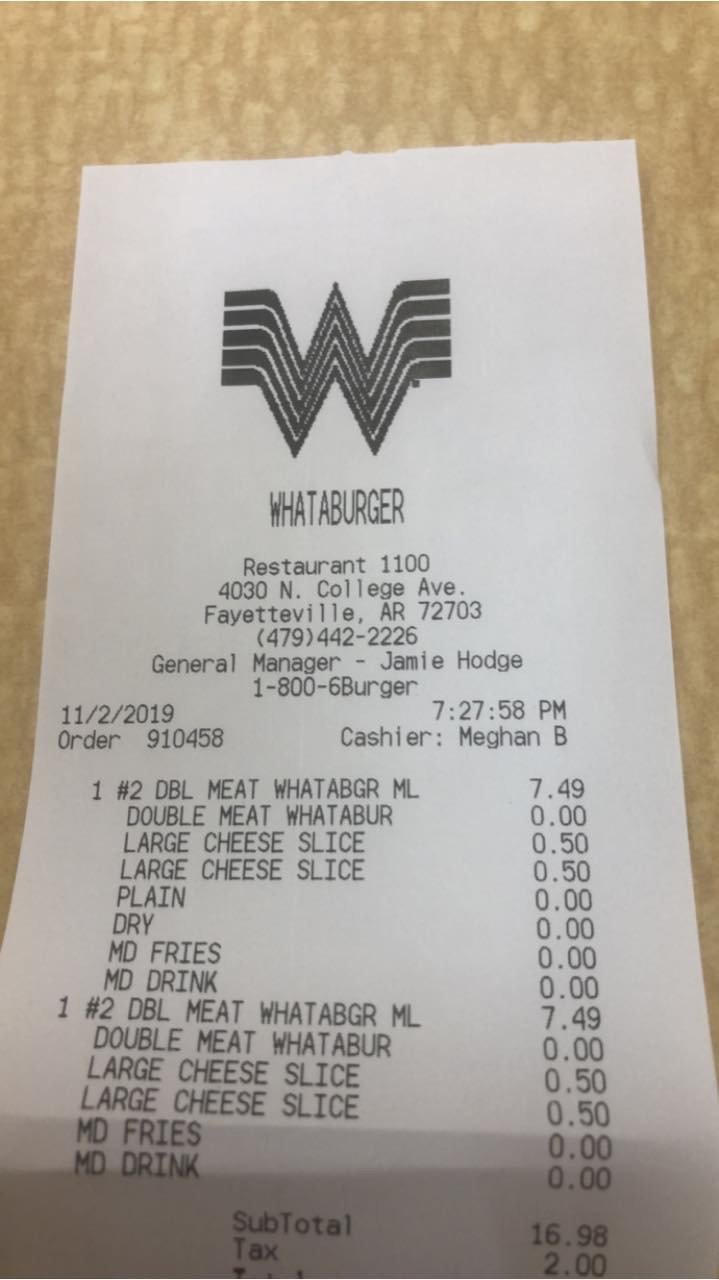 WHATABURGER
Restaurant 1100
4030 N. College Ave.
Fayetteville, AR 72703
(479)442-2226
General Manager - Jamie Hodge
1-800-6Burger
11/2/2019 7:27:58 PM
Order 910458 Cashier: Meghan B
1 #2 DBL MEAT WHATABGR ML 7.49
DOUBLE MEAT WHATABUR 0.00
LARGE CHEESE SLICE 0.50
LARGE CHEESE SLICE 0.50
PLAIN 0.00
DRY 0.00
MD FRIES 0.00
MD DRINK 0.00
1 #2 DBL MEAT WHATABGR ML 7.49
DOUBLE MEAT WHATABUR 0.00
LARGE CHEESE SLICE 0.50
LARGE CHEESE SLICE 0.50
MD FRIES 0.00
MD DRINK 0.00
SubTotal 16.98
Tax 2.00